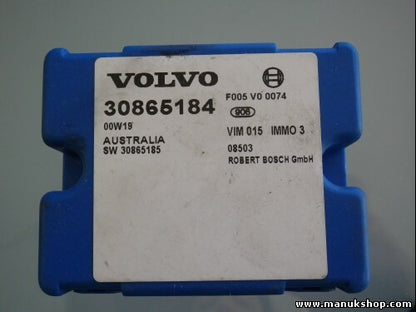 VOLVO
30865184
00W19
AUSTRALIA
SW 30865185
F005 V0 0074
906
VIM 015 IMMO 3
08503
ROBERT BOSCH GmbH
www.manukshop.com